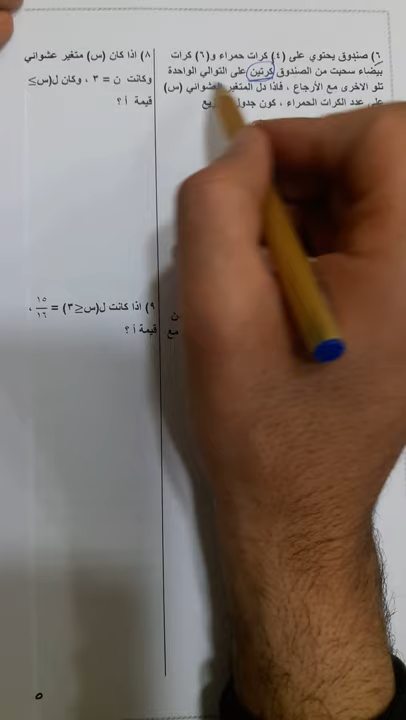 ٦) صندوق يحتوي على (٤) كرات حمراء و(٦) كرات
بيضاء سحبت من الصندوق كرتين على التوالي الواحدة
تلو الاخرى مع الأرجاع ، فاذا دل المتغير العشوائي (س)
على عدد الكرات الحمراء ، كون جدول
مع
٨) اذا كان (س) متغير عشوائي
وكانت ن = ٣ ، وكان ل(س≥
قيمة أ ؟
٩) اذا كانت ل(س≤٣) = ١٥/١٦ ،
قيمة أ ؟
٥